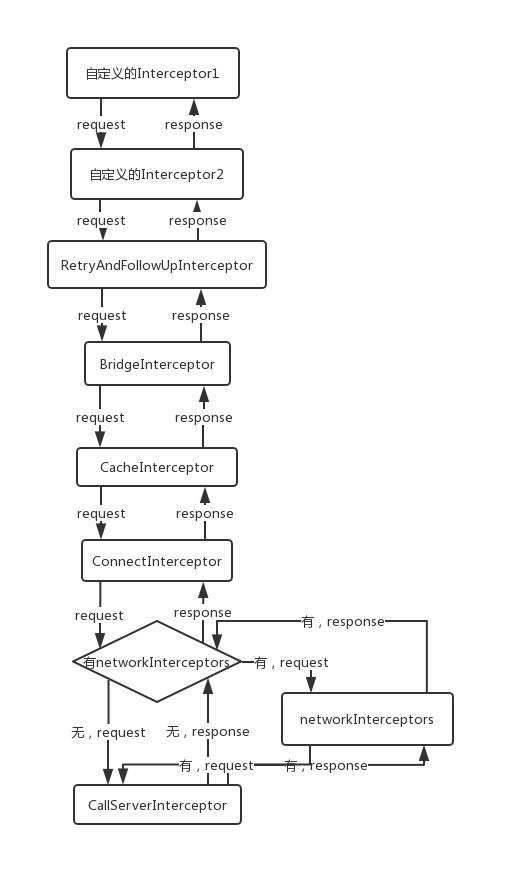 自定义的Interceptor1
request
response
自定义的Interceptor2
request
response
RetryAndFollowUpInterceptor
request
response
BridgeInterceptor
request
response
CacheInterceptor
request
response
ConnectInterceptor
request
response
有，response
有networkInterceptors
有，request
networkInterceptors
无，request
无，response
有，request
有，response
CallServerInterceptor